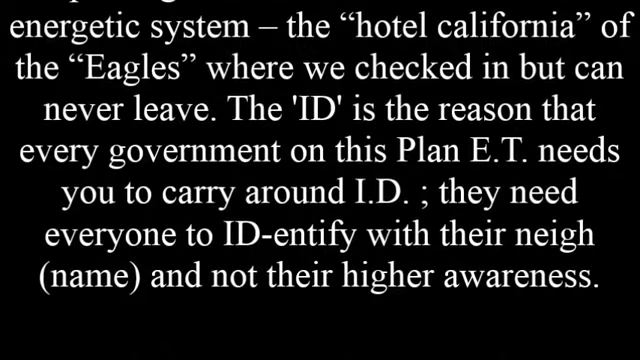 energetic system – the “hotel california” of
the “Eagles” where we checked in but can
never leave. The 'ID' is the reason that
every government on this Plan E.T. needs
you to carry around I.D. ; they need
everyone to ID-entify with their neigh
(name) and not their higher awareness.